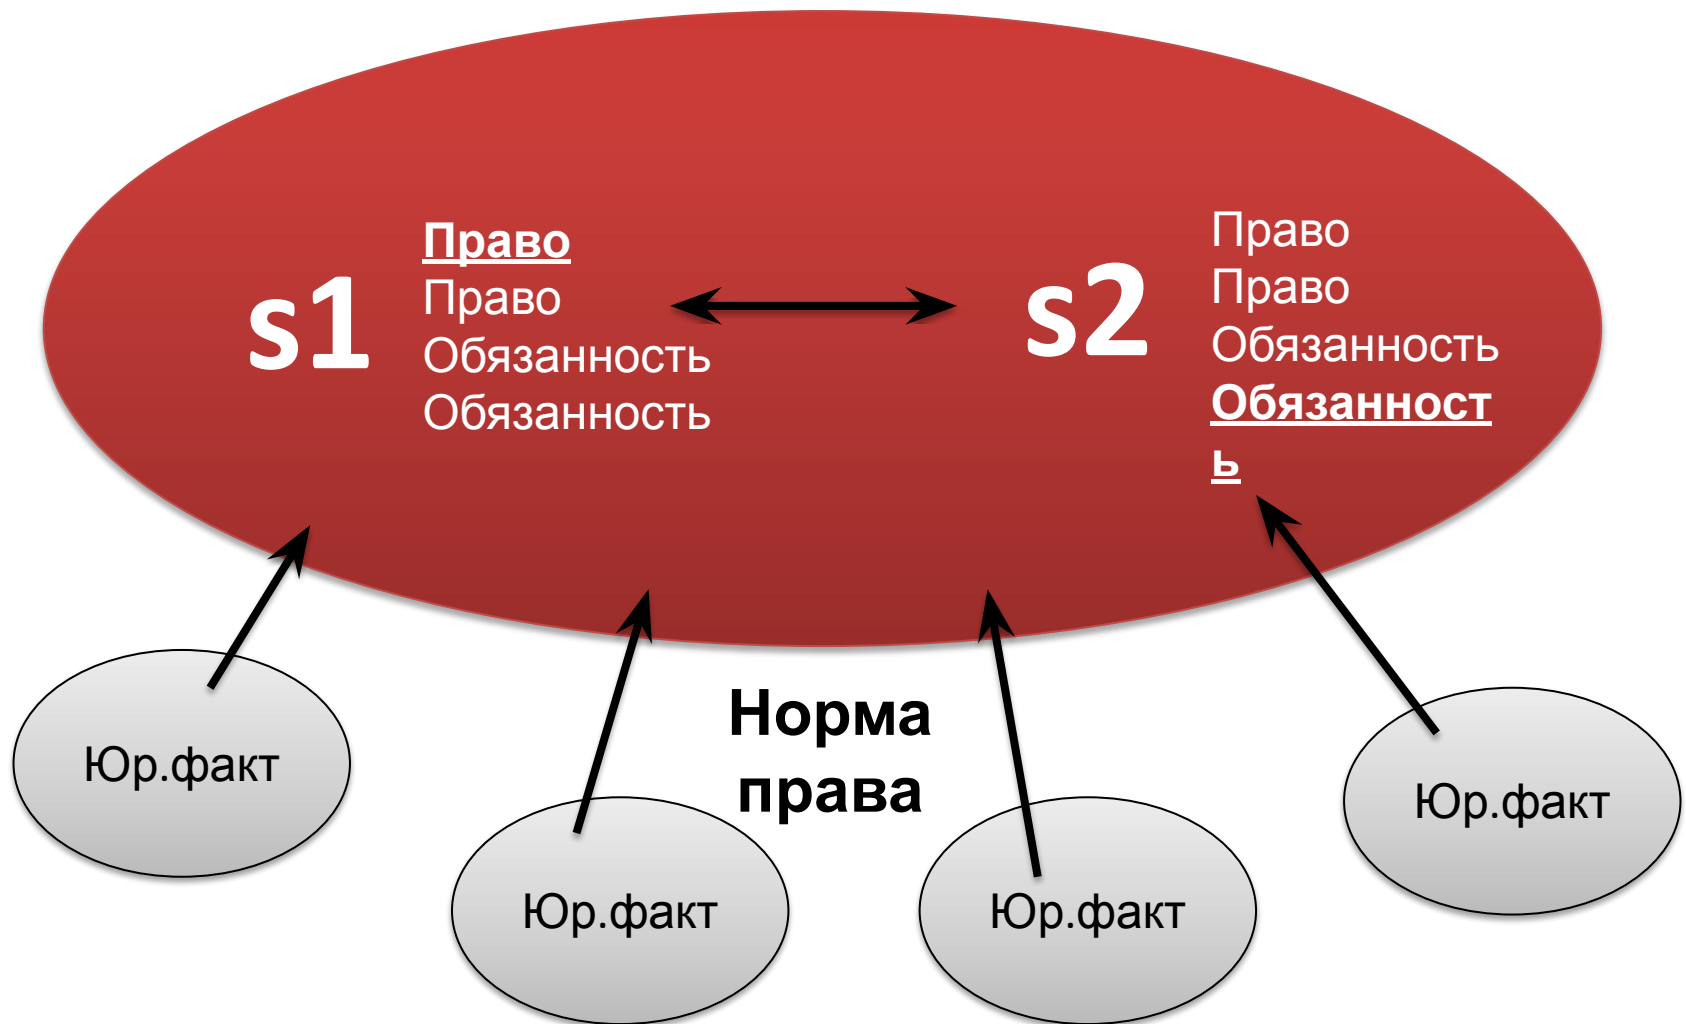 s1
Право
Право
Обязанность
Обязанность
s2
Право
Право
Обязанность
Обязанност
ь
Норма
права
Юр.факт
Юр.факт
Юр.факт
Юр.факт